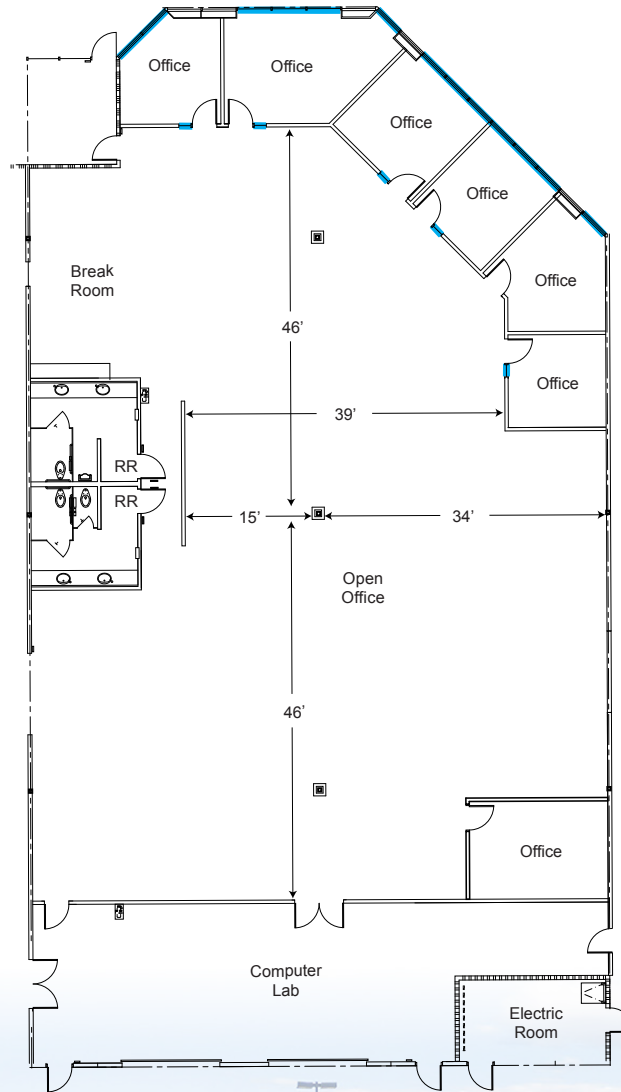 Office
Office
Office
Office
Office
Break
Room
46'
Office
39'
RR
RR
15'
34'
Open
Office
46'
Office
Computer
Lab
Electric
Room